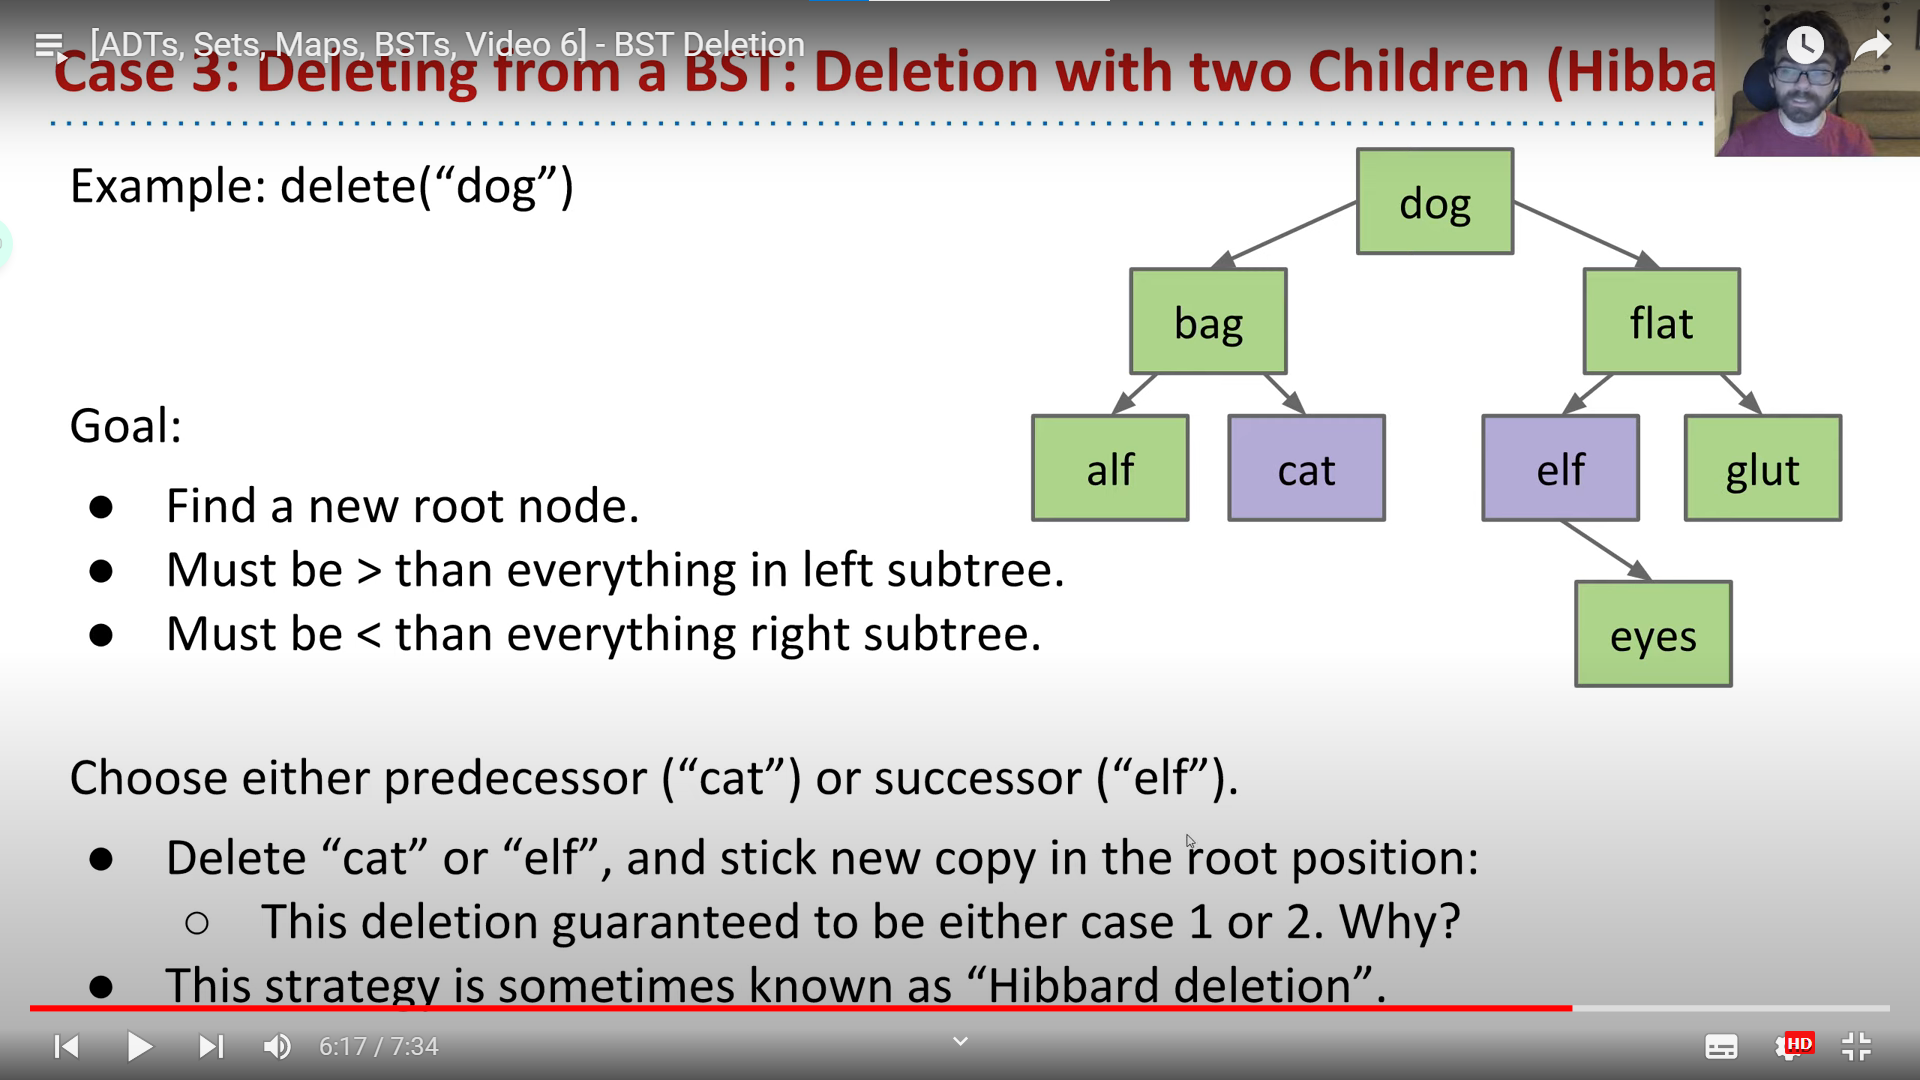 [ADTs, Sets, Maps, BSTs, Video 6] - BST Deletion
Case 3: Deleting from a BST: Deletion with two Children (Hibba
Example: delete(“dog”)
dog
bag
flat
alf
cat
elf
glut
eyes
Goal:
● Find a new root node.
● Must be > than everything in left subtree.
● Must be < than everything right subtree.
Choose either predecessor (“cat”) or successor (“elf”).
● Delete “cat” or “elf”, and stick new copy in the root position:
○ This deletion guaranteed to be either case 1 or 2. Why?
● This strategy is sometimes known as “Hibbard deletion”.
6:17 / 7:34
HD